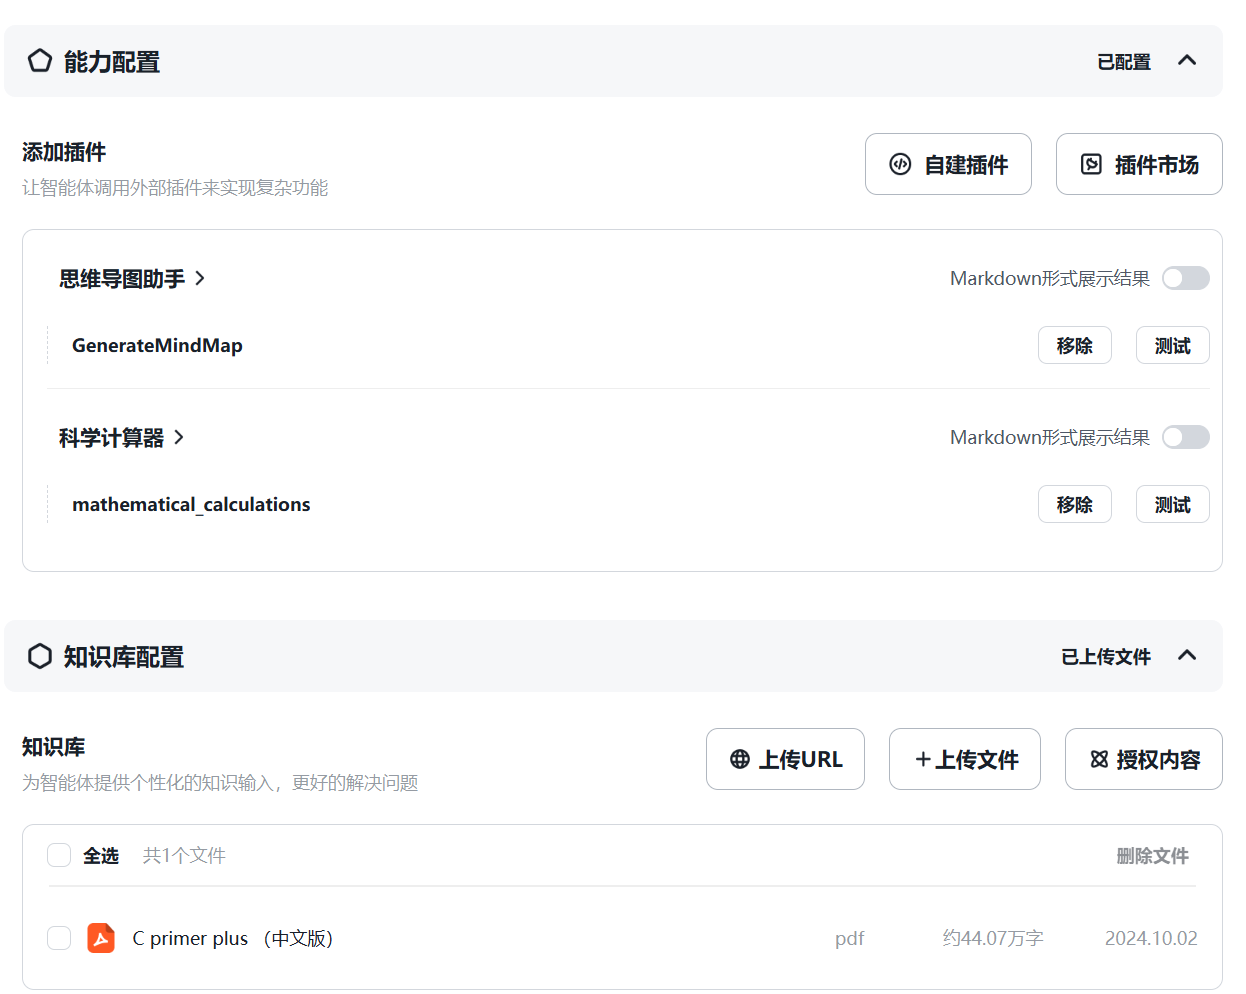 能力配置
已配置
添加插件
让智能体调用外部插件来实现复杂功能
自建插件
插件市场
思维导图助手
Markdown形式展示结果
GenerateMindMap
移除
测试
科学计算器
Markdown形式展示结果
mathematical_calculations
移除
测试
知识库配置
已上传文件
知识库
为智能体提供个性化的知识输入，更好的解决问题
上传URL
+上传文件
授权内容
全选
共1个文件
删除文件
C primer plus （中文版）
pdf
约44.07万字
2024.10.02